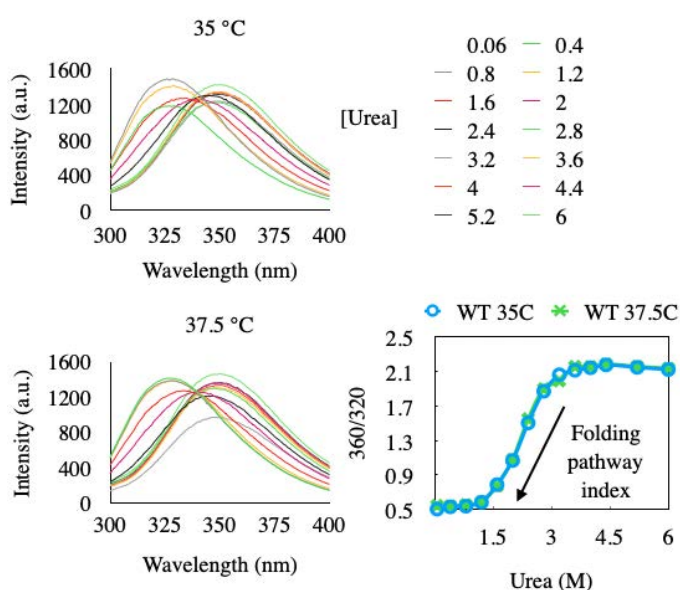 35 °C
1600
1200
800
400
0
Intensity (a.u.)
300 325 350 375 400
Wavelength (nm)
[Urea]
0.06 0.4
0.8 1.2
1.6 2
2.4 2.8
3.2 3.6
4 4.4
5.2 6
37.5 °C
1600
1200
800
400
0
Intensity (a.u.)
300 325 350 375 400
Wavelength (nm)
WT 35C WT 37.5C
2.5
2.1
1.7
1.3
0.9
0.5
360/320
Folding
pathway
index
1.5 3 4.5 6
Urea (M)